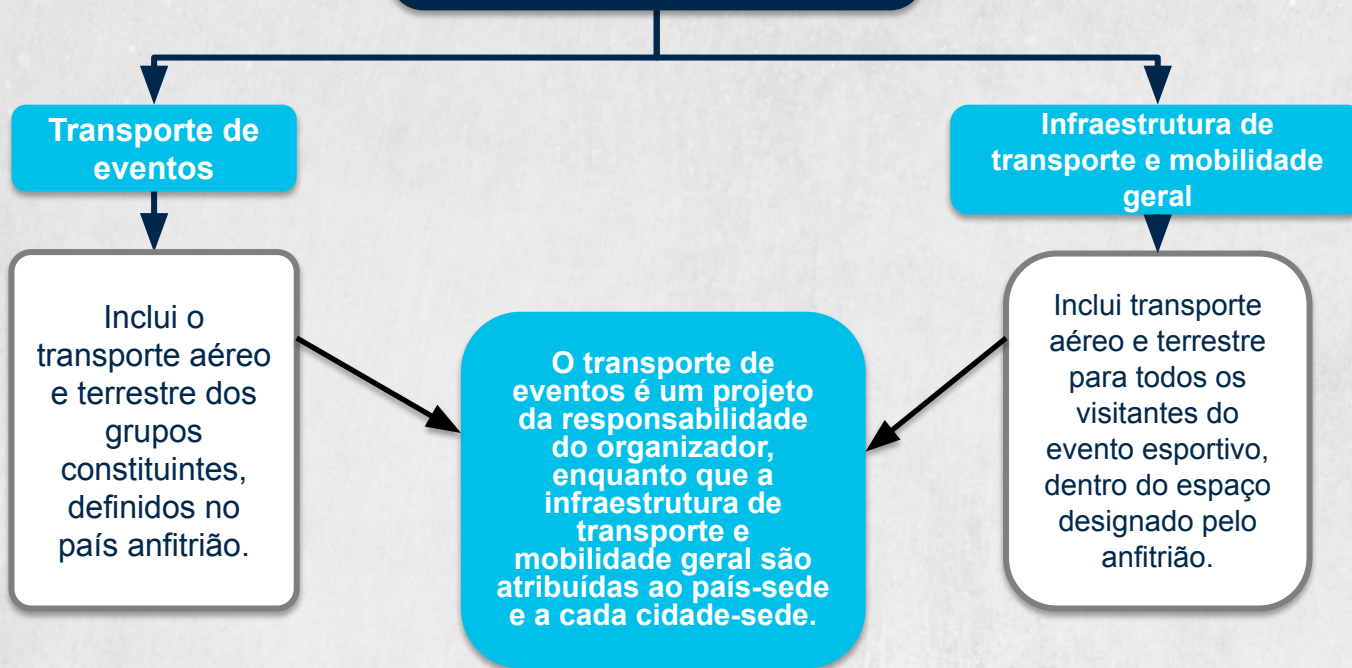 Transporte de
eventos
Infraestrutura de
transporte e mobilidade
geral
Inclui o
transporte aéreo
e terrestre dos
grupos
constituintes,
definidos no
país anfitrião.
O transporte de
eventos é um projeto
da responsabilidade
do organizador,
enquanto que a
infraestrutura de
transporte e
mobilidade geral são
atribuídas ao país-sede
e a cada cidade-sede.
Inclui transporte
aéreo e terrestre
para todos os
visitantes do
evento esportivo,
dentro do espaço
designado pelo
anfitrião.